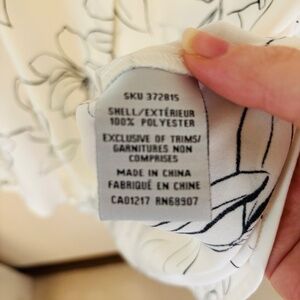 SKU 372815
SHELL/EXTÉRIEUR
100% POLYESTER
EXCLUSIVE OF TRIMS/
GARNITURES NON
COMPRISES
MADE IN CHINA
FABRIQUÉ EN CHINE
CA01217 RN68907